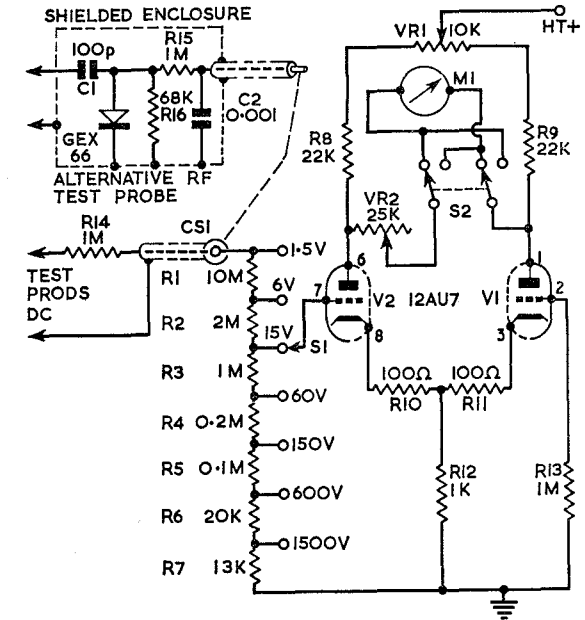 SHIELDED ENCLOSURE
100p
C1
R15
1M
68K
R16
C2
0·001
GEX
66
ALTERNATIVE RF
TEST PROBE
VR1 10K
HT+
M1
R8
22K
R9
22K
VR2
25K
S2
R14
1M
CS1
TEST
PRODS
DC
R1 10M
R2 2M
R3 1M
R4 0·2M
R5 0·1M
R6 20K
R7 13K
1·5V
6V
15V
S1
60V
150V
600V
1500V
6
7
V2
8
12AU7
1
2
V1
3
100Ω
R10
100Ω
R11
R12
1K
R13
1M